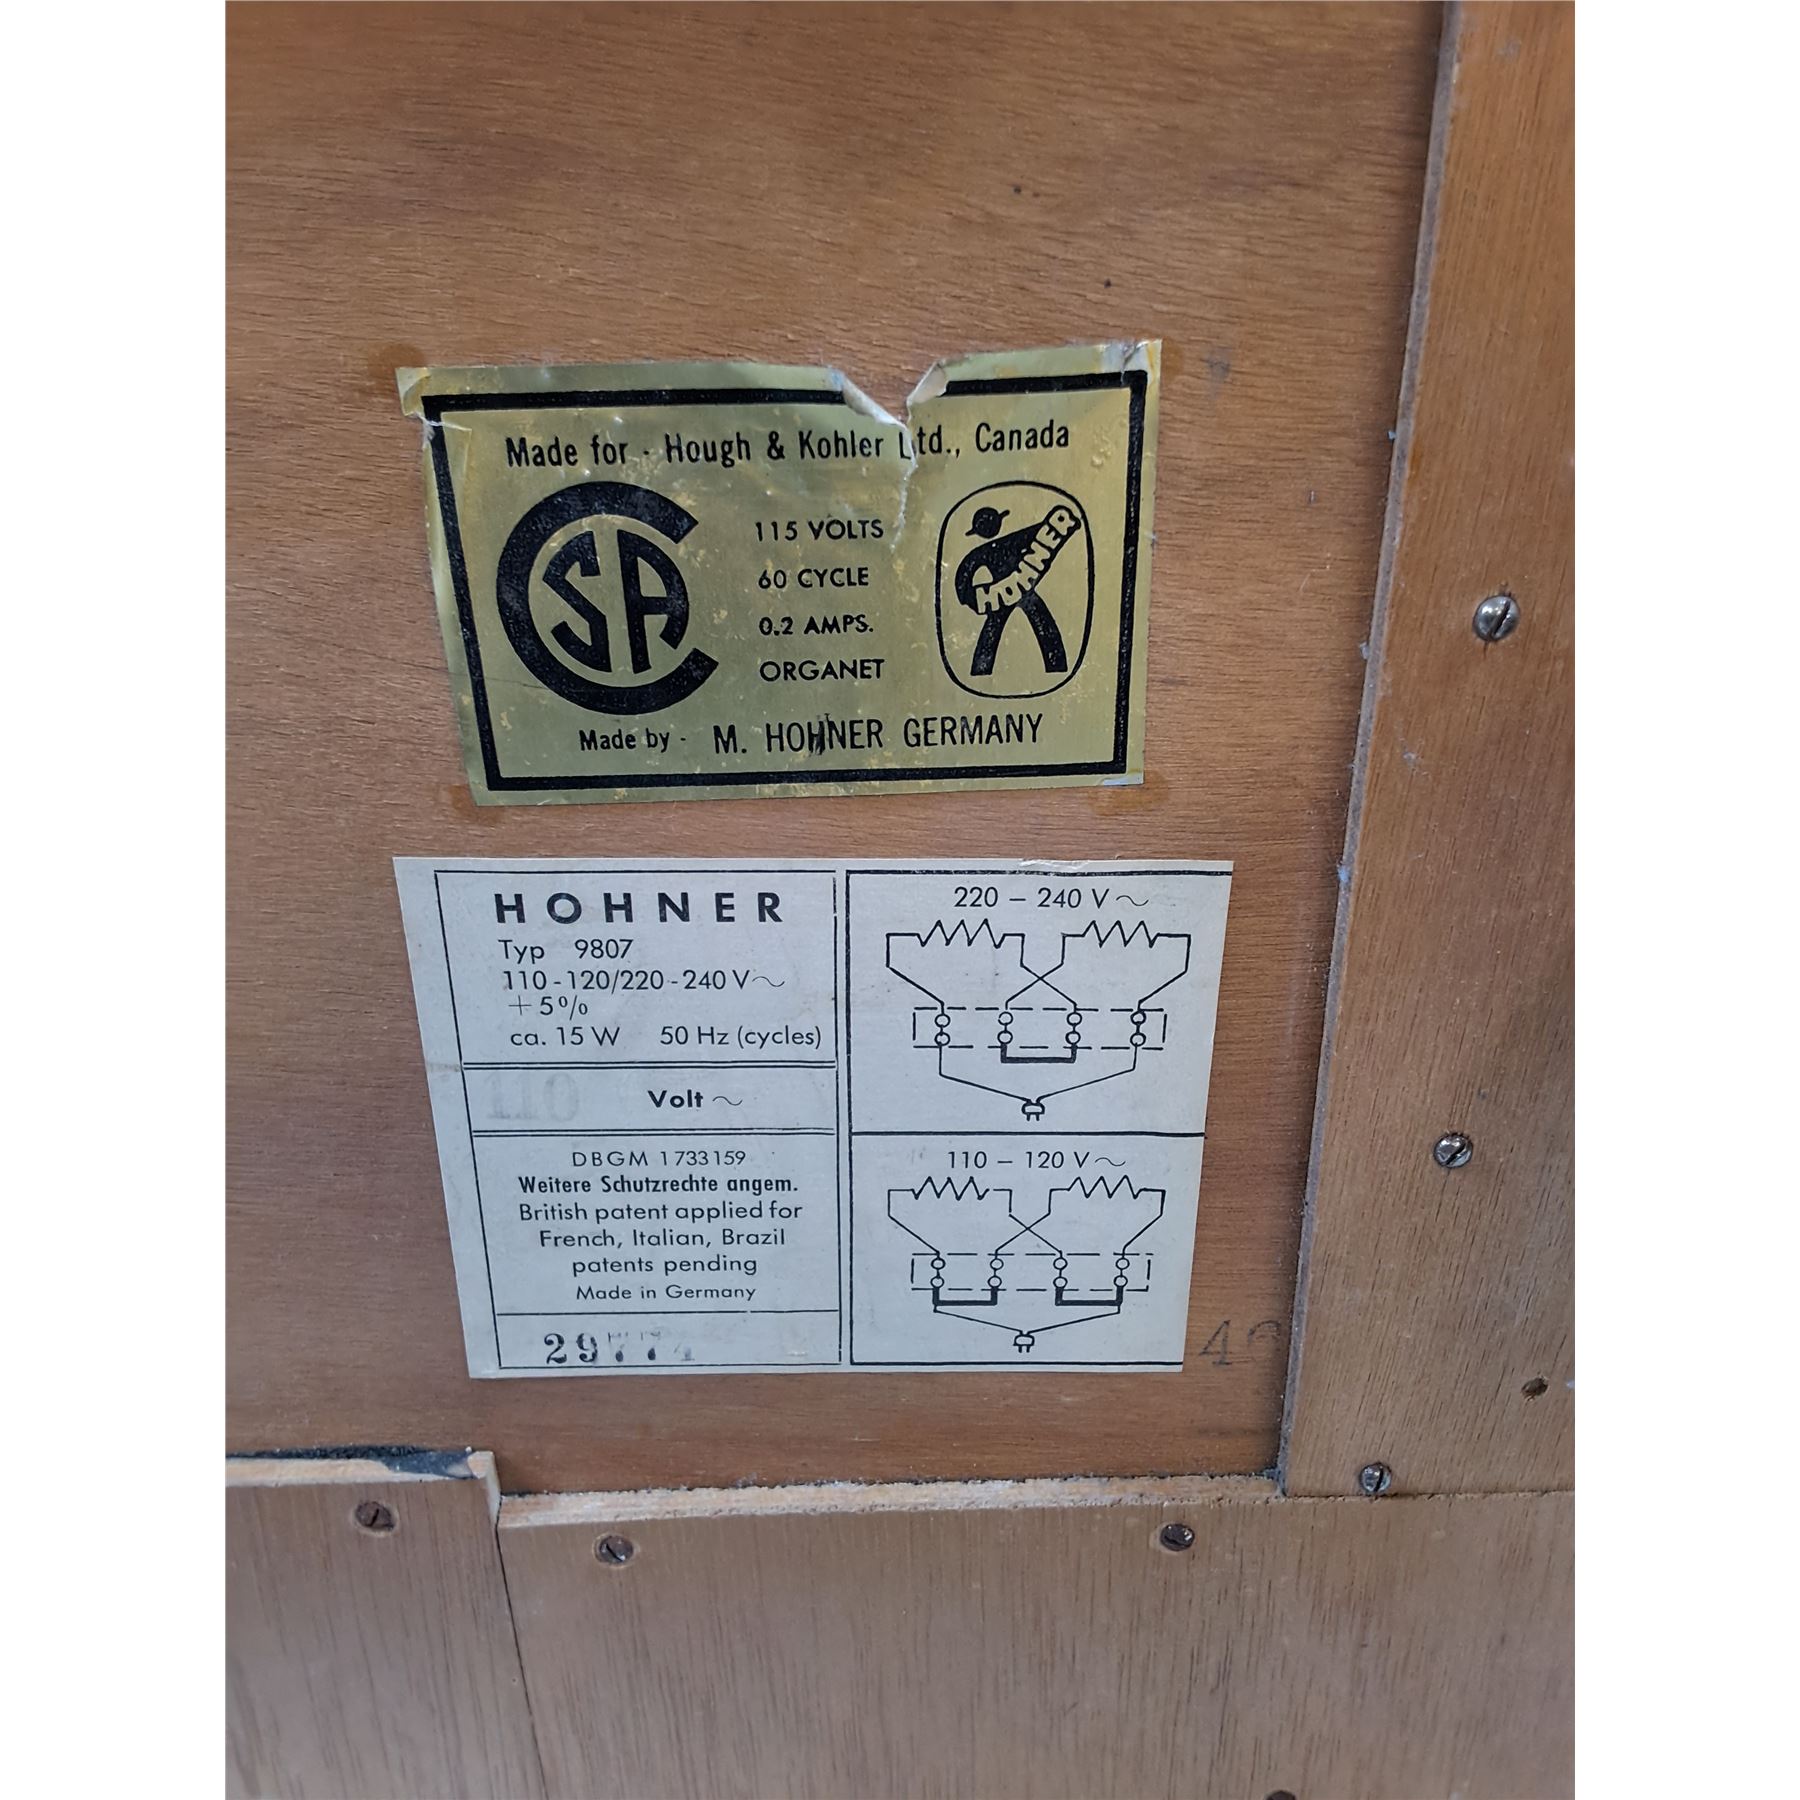 Made for - Hough & Kohler Ltd., Canada
CSA
115 VOLTS
60 CYCLE
0.2 AMPS.
ORGANET
HOHNER
Made by - M. HOHNER GERMANY
HOHNER
Typ 9807
110-120/220-240 V~
+5%
ca. 15 W 50 Hz (cycles)
110 Volt ~
DBGM 1733159
Weitere Schutzrechte angem.
British patent applied for
French, Italian, Brazil
patents pending
Made in Germany
220 – 240 V ~
110 – 120 V ~